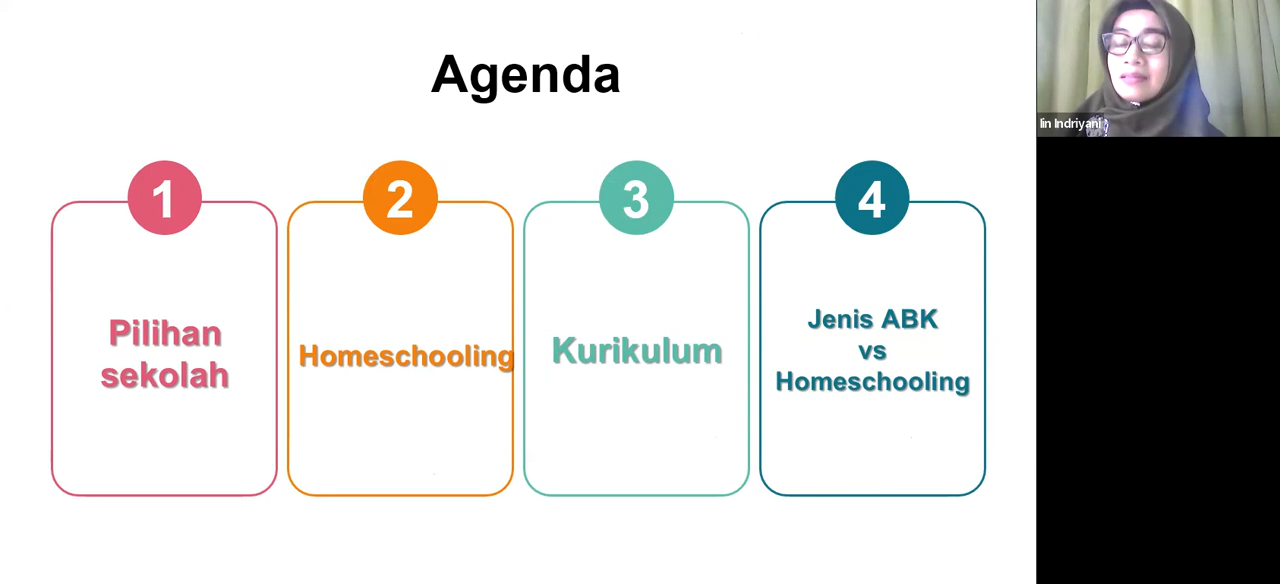 Agenda
1
2
3
4
Pilihan
sekolah
Homeschooling
Kurikulum
Jenis ABK
vs
Homeschooling
Iin Indriyani